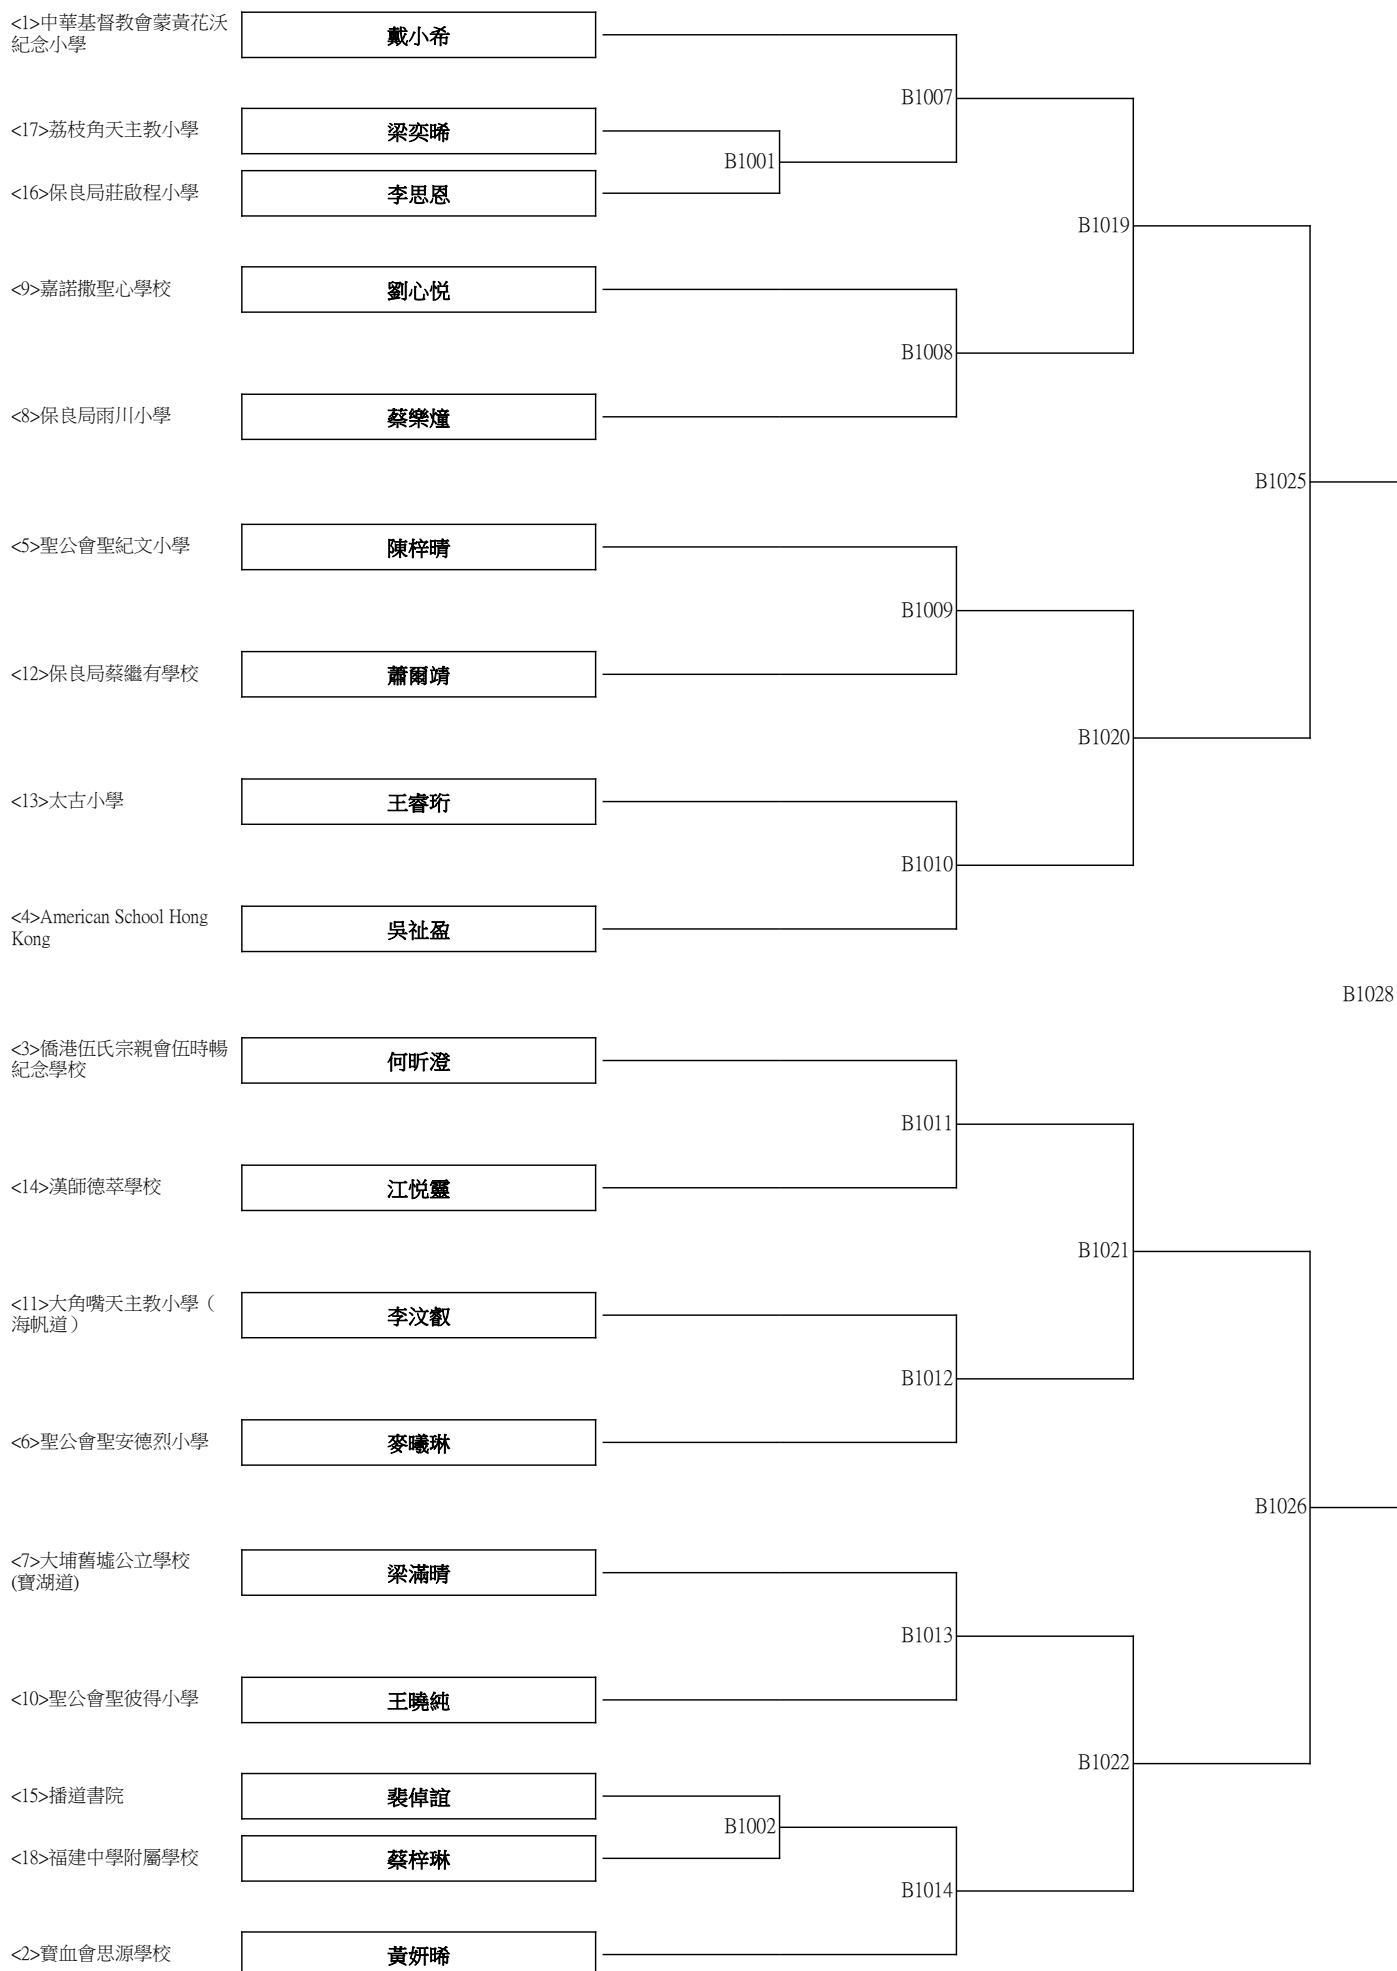 <1>中華基督教會蒙黃花沃
紀念小學
戴小希
B1007
<17>荔枝角天主教小學
梁奕晞
B1001
<16>保良局莊啟程小學
李思恩
B1019
<9>嘉諾撒聖心學校
劉心悦
B1008
<8>保良局雨川小學
蔡樂燑
B1025
<5>聖公會聖紀文小學
陳梓晴
B1009
<12>保良局蔡繼有學校
蕭爾靖
B1020
<13>太古小學
王睿珩
B1010
<4>American School Hong
Kong
吳祉盈
B1028
<3>僑港伍氏宗親會伍時暢
紀念學校
何昕澄
B1011
<14>漢師德萃學校
江悦靈
B1021
<11>大角嘴天主教小學（
海帆道）
李汶叡
B1012
<6>聖公會聖安德烈小學
麥曦琳
B1026
<7>大埔舊墟公立學校
(寶湖道)
梁滿晴
B1013
<10>聖公會聖彼得小學
王曉純
B1022
<15>播道書院
裴倬誼
B1002
<18>福建中學附屬學校
蔡梓琳
B1014
<2>寶血會思源學校
黃妍晞